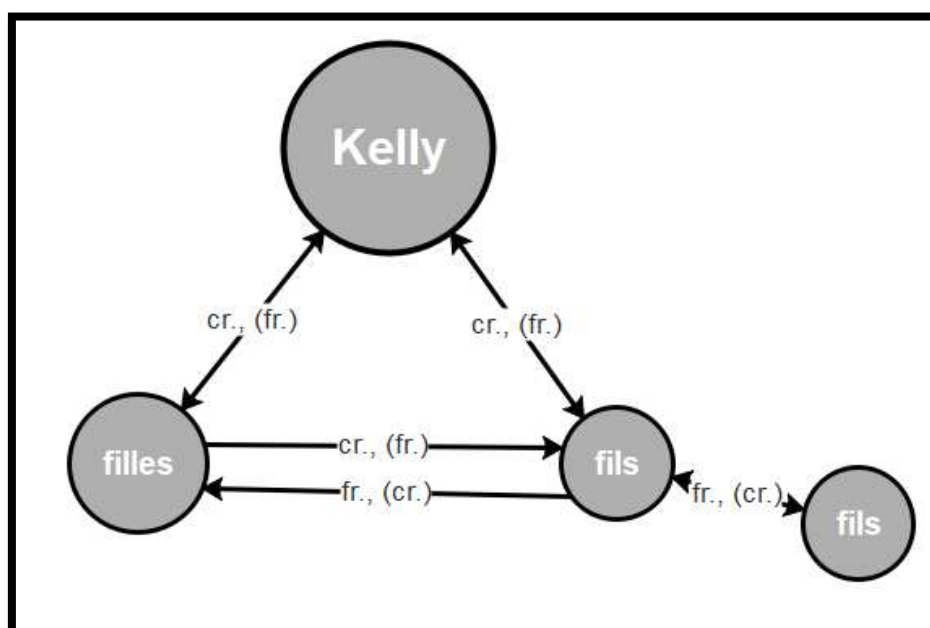 Kelly
cr., (fr.)
cr., (fr.)
filles
cr., (fr.)
fr., (cr.)
fils
fr., (cr.)
fils